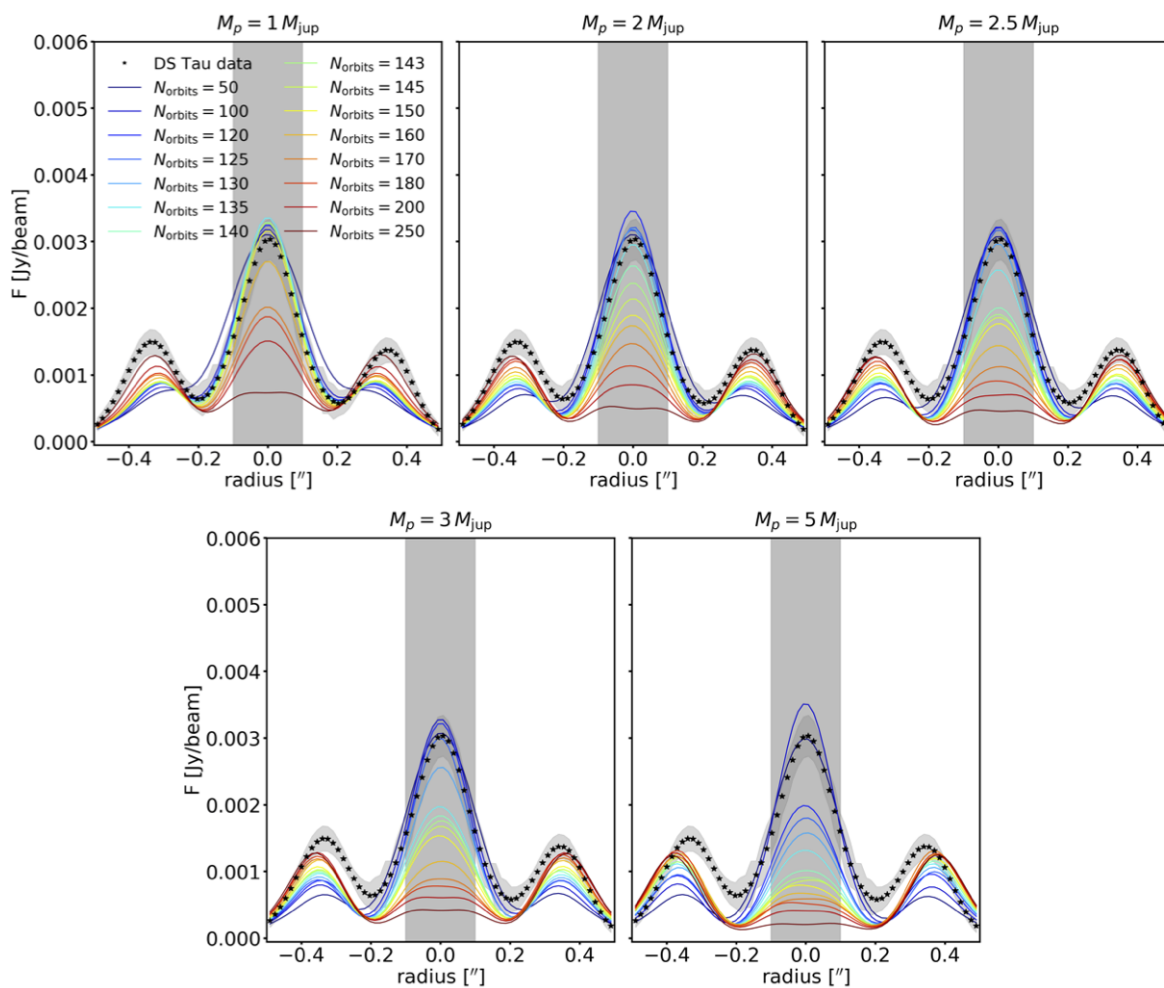 M_p = 1 M_jup
M_p = 2 M_jup
M_p = 2.5 M_jup
0.006
0.005
0.004
0.003
0.002
0.001
0.000
F [Jy/beam]
DS Tau data
N_orbits = 50
N_orbits = 100
N_orbits = 120
N_orbits = 125
N_orbits = 130
N_orbits = 135
N_orbits = 140
N_orbits = 143
N_orbits = 145
N_orbits = 150
N_orbits = 160
N_orbits = 170
N_orbits = 180
N_orbits = 200
N_orbits = 250
−0.4 −0.2 0.0 0.2 0.4
−0.4 −0.2 0.0 0.2 0.4
−0.4 −0.2 0.0 0.2 0.4
radius ["]
radius ["]
radius ["]
M_p = 3 M_jup
M_p = 5 M_jup
0.006
0.005
0.004
0.003
0.002
0.001
0.000
F [Jy/beam]
−0.4 −0.2 0.0 0.2 0.4
−0.4 −0.2 0.0 0.2 0.4
radius ["]
radius ["]